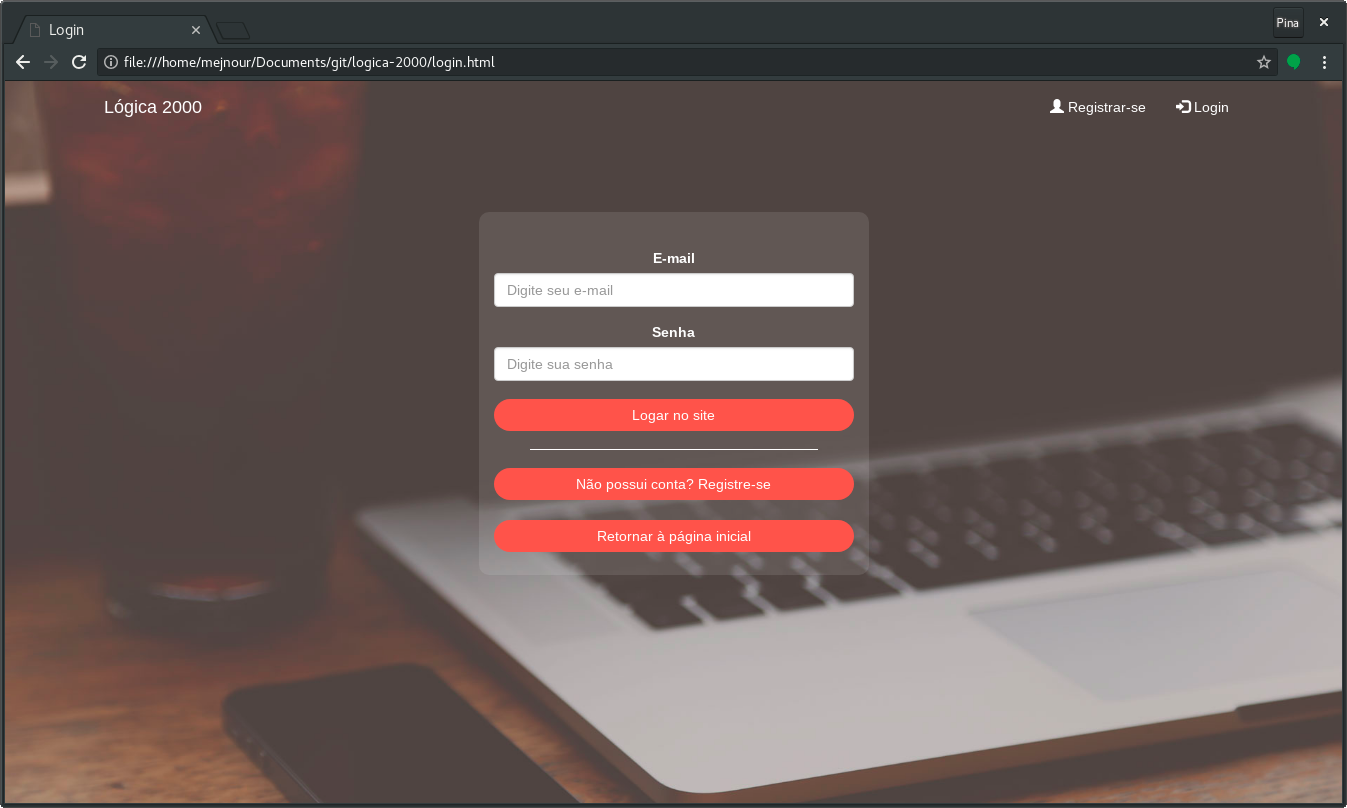 Login
Pina
file:///home/mejnour/Documents/git/logica-2000/login.html
Lógica 2000
Registrar-se
Login
E-mail
Digite seu e-mail
Senha
Digite sua senha
Logar no site
Não possui conta? Registre-se
Retornar à página inicial